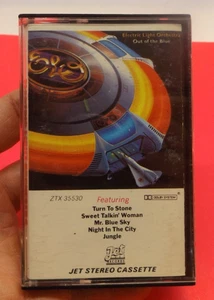 Electric Light Orchestra
Out of the Blue
ZTX 35530
Featuring
DOLBY SYSTEM
Turn To Stone
Sweet Talkin' Woman
Mr. Blue Sky
Night In The City
Jungle
Jet
JET STEREO CASSETTE